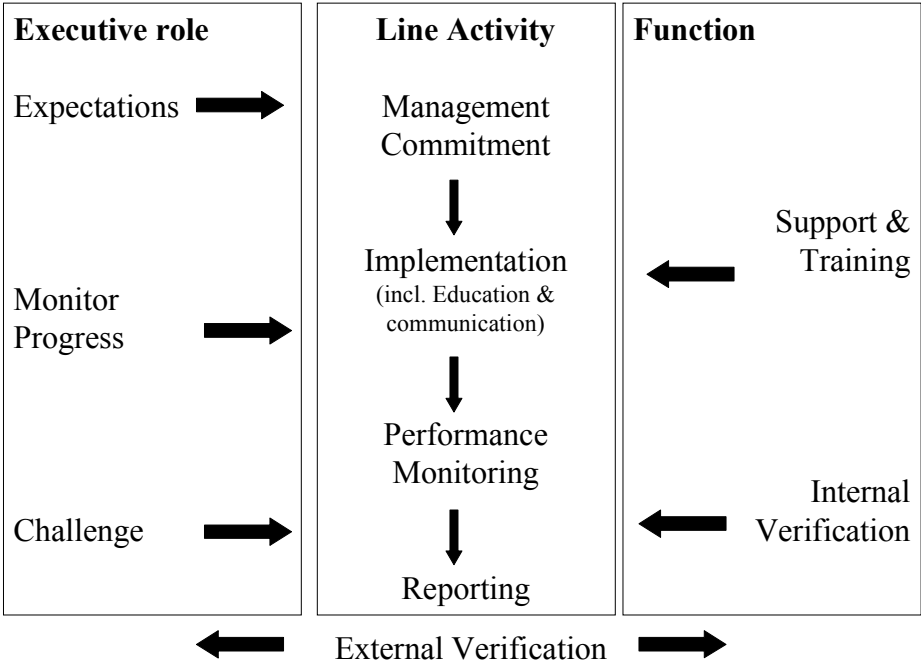 Executive role
Expectations
Monitor
Progress
Challenge
Line Activity
Management
Commitment
Implementation
(incl. Education &
communication)
Performance
Monitoring
Reporting
Function
Support &
Training
Internal
Verification
External Verification